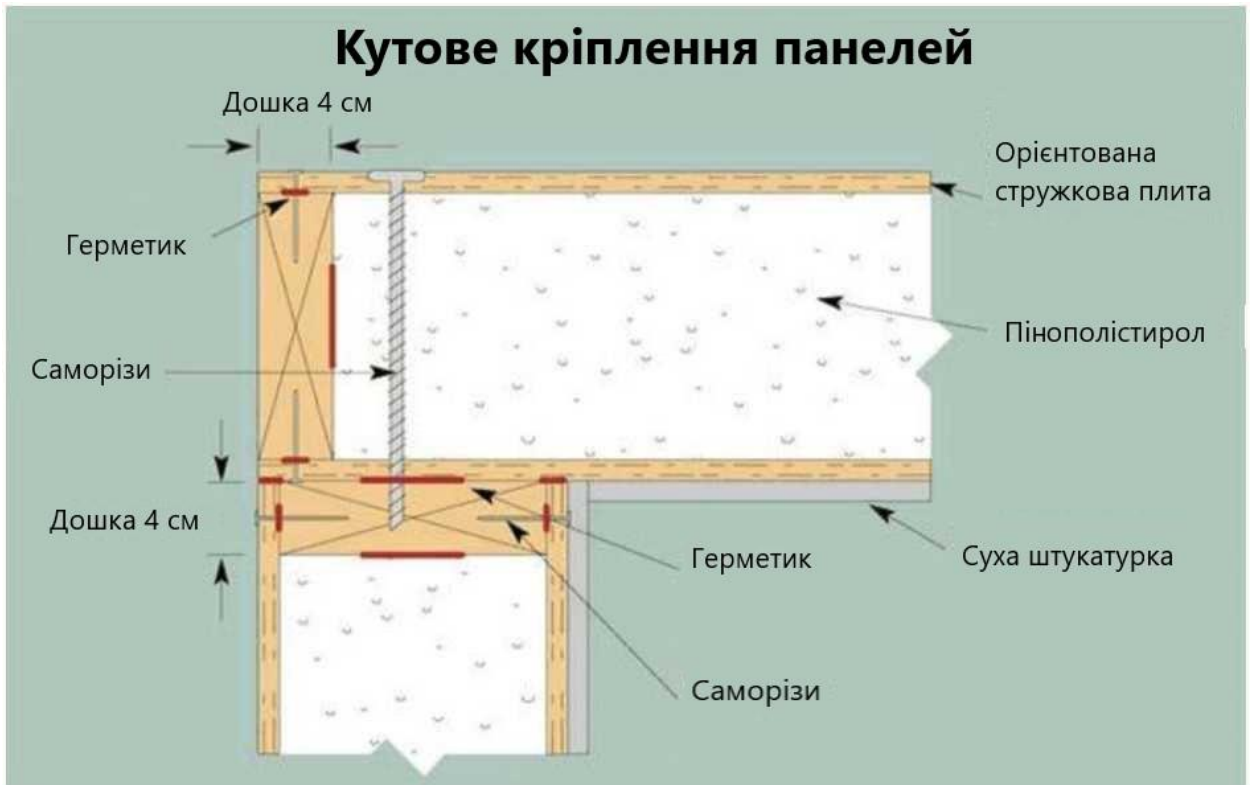 Кутове кріплення панелей
Дошка 4 см
Орієнтована
стружкова плита
Герметик
Пінополістирол
Саморізи
Дошка 4 см
Герметик
Суха штукатурка
Саморізи